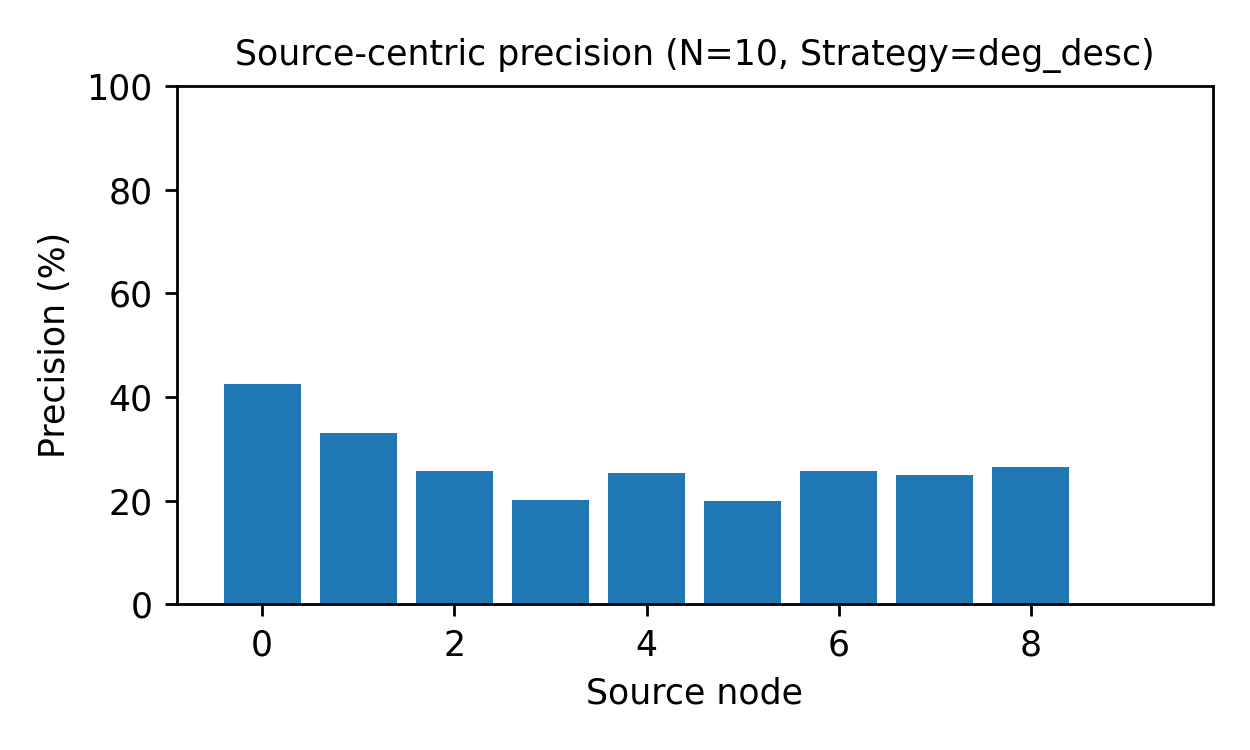 Source-centric precision (N=10, Strategy=deg_desc)
100
80
60
40
20
0
Precision (%)
0 2 4 6 8
Source node